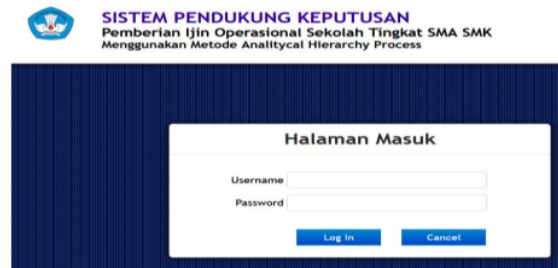 SISTEM PENDUKUNG KEPUTUSAN
Pemberian Ijin Operasional Sekolah Tingkat SMA SMK
Menggunakan Metode Analitycal Hierarchy Process
Halaman Masuk
Username
Password
Log In
Cancel